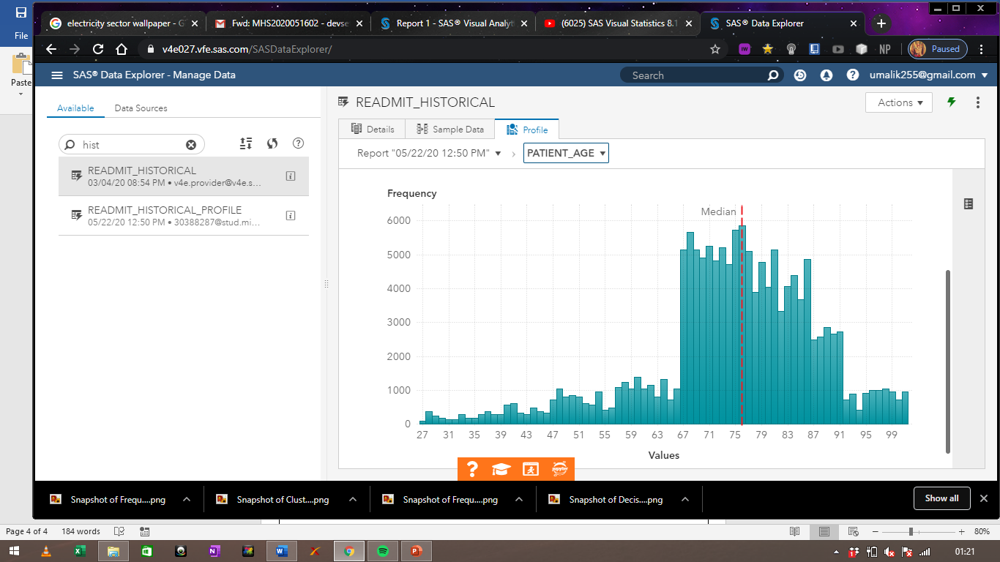 File
Paste
electricity sector wallpaper - G
Fwd: MHS2020051602 - devse
Report 1 - SAS® Visual Analyt
(6025) SAS Visual Statistics 8.1
SAS® Data Explorer
v4e027.vfe.sas.com/SASDataExplorer/
NP
Paused
SAS® Data Explorer - Manage Data
Search
umalik255@gmail.com
Available
Data Sources
hist
READMIT_HISTORICAL
03/04/20 08:54 PM • v4e.provider@v4e.s...
READMIT_HISTORICAL_PROFILE
05/22/20 12:50 PM • 30388287@stud.mi...
READMIT_HISTORICAL
Actions
Details
Sample Data
Profile
Report "05/22/20 12:50 PM"
PATIENT_AGE
Frequency
Median
6000
5000
4000
3000
2000
1000
0
27 31 35 39 43 47 51 55 59 63 67 71 75 79 83 87 91 95 99
Values
Snapshot of Frequ....png
Snapshot of Clust....png
Snapshot of Frequ....png
Snapshot of Decis....png
Show all
Page 4 of 4
184 words
80%
01:21